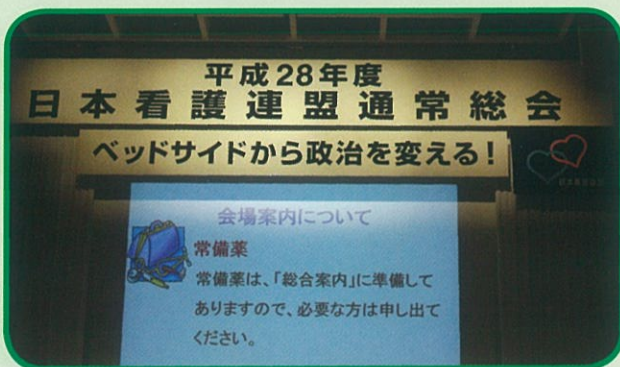 平成28年度
日本看護連盟通常総会
ベッドサイドから政治を変える!
会場案内について
常備薬
常備薬は、「総合案内」に準備して
ありますので、必要な方は申し出て
ください。